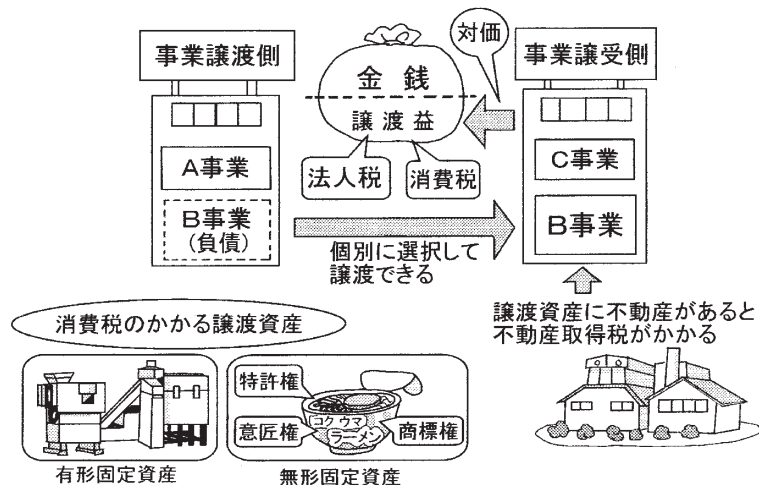 対価
事業譲渡側
事業譲受側
金銭
譲渡益
法人税
消費税
A事業
B事業
(負債)
C事業
B事業
個別に選択して
譲渡できる
譲渡資産に不動産があると
不動産取得税がかかる
消費税のかかる譲渡資産
特許権
意匠権
商標権
コクウマ
ラーメン
有形固定資産
無形固定資産